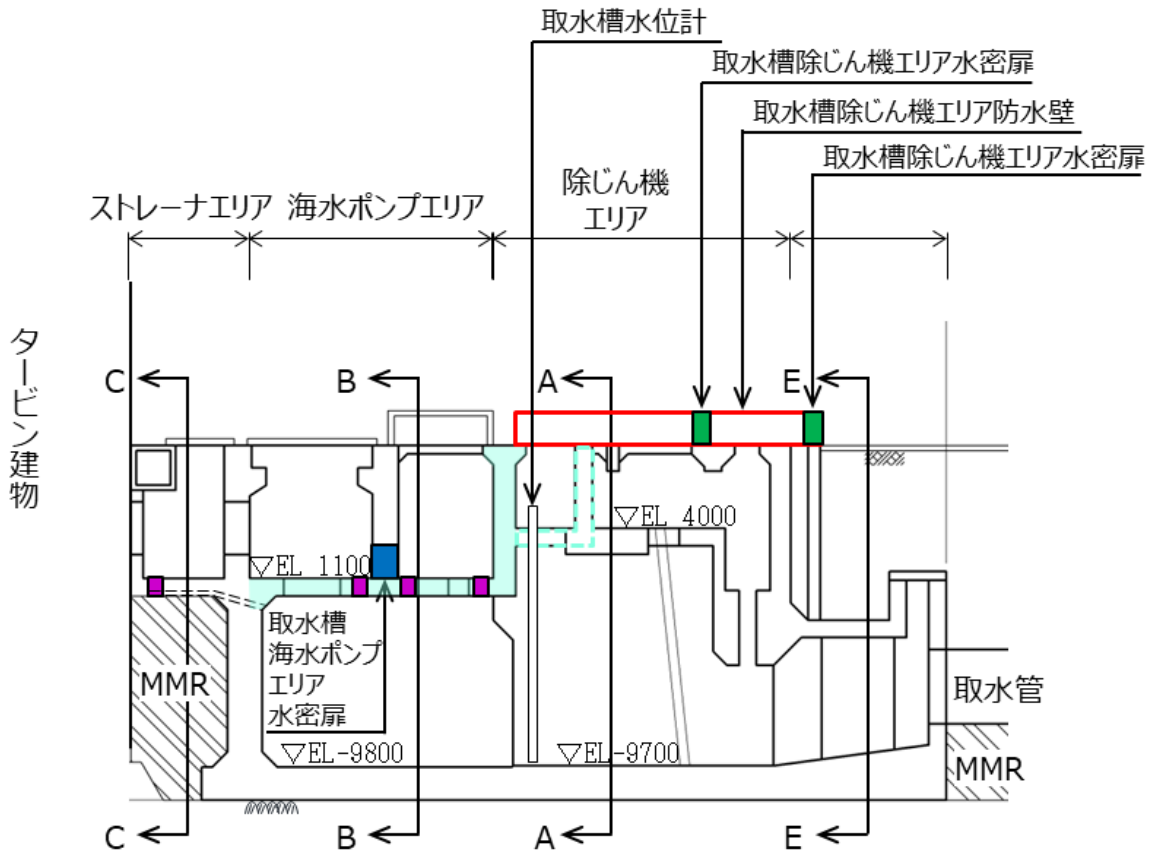 取水槽水位計
取水槽除じん機エリア水密扉
取水槽除じん機エリア防水壁
取水槽除じん機エリア水密扉
ストレーナエリア
海水ポンプエリア
除じん機
エリア
タービン建物
C
B
A
E
▽EL 4000
▽EL 1100
取水槽
海水ポンプ
エリア
水密扉
MMR
取水管
▽EL-9800
▽EL-9700
MMR
C
B
A
E